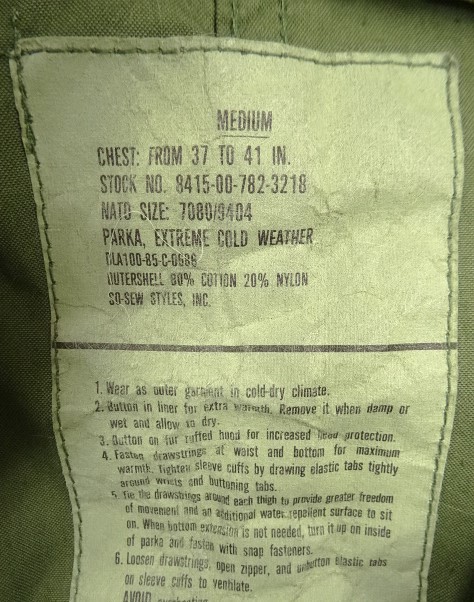 MEDIUM
CHEST: FROM 37 TO 41 IN.
STOCK NO. 8415-00-782-3218
NATO SIZE: 7080/9404
PARKA, EXTREME COLD WEATHER
DLA100-85-C-0686
OUTERSHELL 80% COTTON 20% NYLON
SO-SEW STYLES, INC.
1. Wear as outer garment in cold-dry climate.
2. Button in liner for extra warmth. Remove it when damp or
wet and allow to dry.
3. Button on fur ruffed hood for increased head protection.
4. Fasten drawstrings at waist and bottom for maximum
warmth. Tighten sleeve cuffs by drawing elastic tabs tightly
around wrists and buttoning tabs.
5. Tie the drawstrings around each thigh to provide greater freedom
of movement and an additional water repellent surface to sit
on. When bottom extension is not needed, turn it up on inside
of parka and fasten with snap fasteners.
6. Loosen drawstrings, open zipper, and unbutton elastic tabs
on sleeve cuffs to ventilate.
AVOID